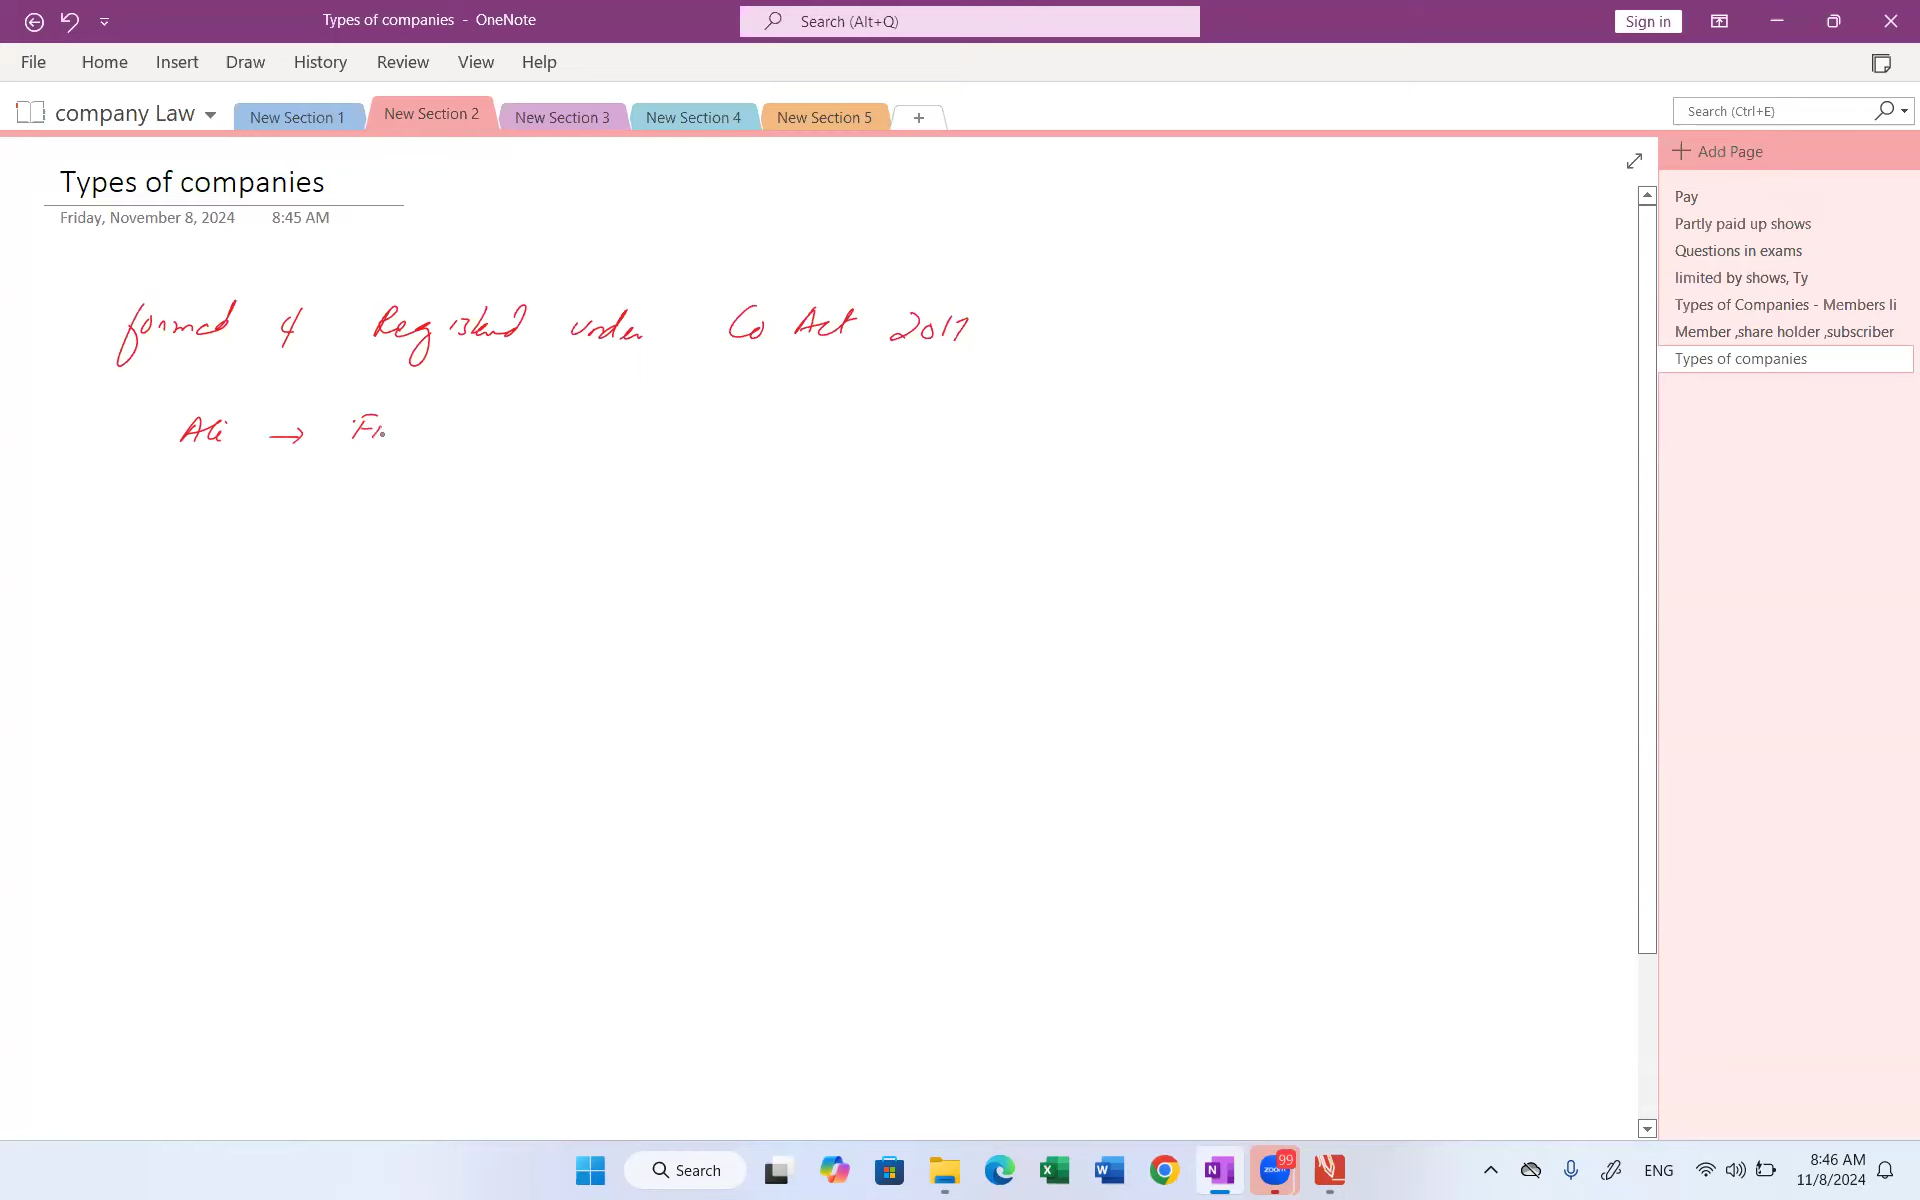 Types of companies - OneNote
Search (Alt+Q)
Sign in
File Home Insert Draw History Review View Help
company Law
New Section 1 New Section 2 New Section 3 New Section 4 New Section 5 +
Search (Ctrl+E)
Types of companies
Friday, November 8, 2024 8:45 AM
formed & Registered under Co Act 2017
Ali → Fi
Add Page
Pay
Partly paid up shows
Questions in exams
limited by shows, Ty
Types of Companies - Members li
Member ,share holder ,subscriber
Types of companies
Search
zoom
99
ENG
8:46 AM
11/8/2024